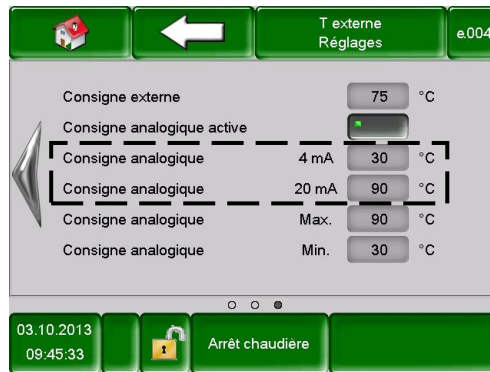 T externe
Réglages
e.004
Consigne externe 75 °C
Consigne analogique active
Consigne analogique 4 mA 30 °C
Consigne analogique 20 mA 90 °C
Consigne analogique Max. 90 °C
Consigne analogique Min. 30 °C
03.10.2013
09:45:33
Arrêt chaudière